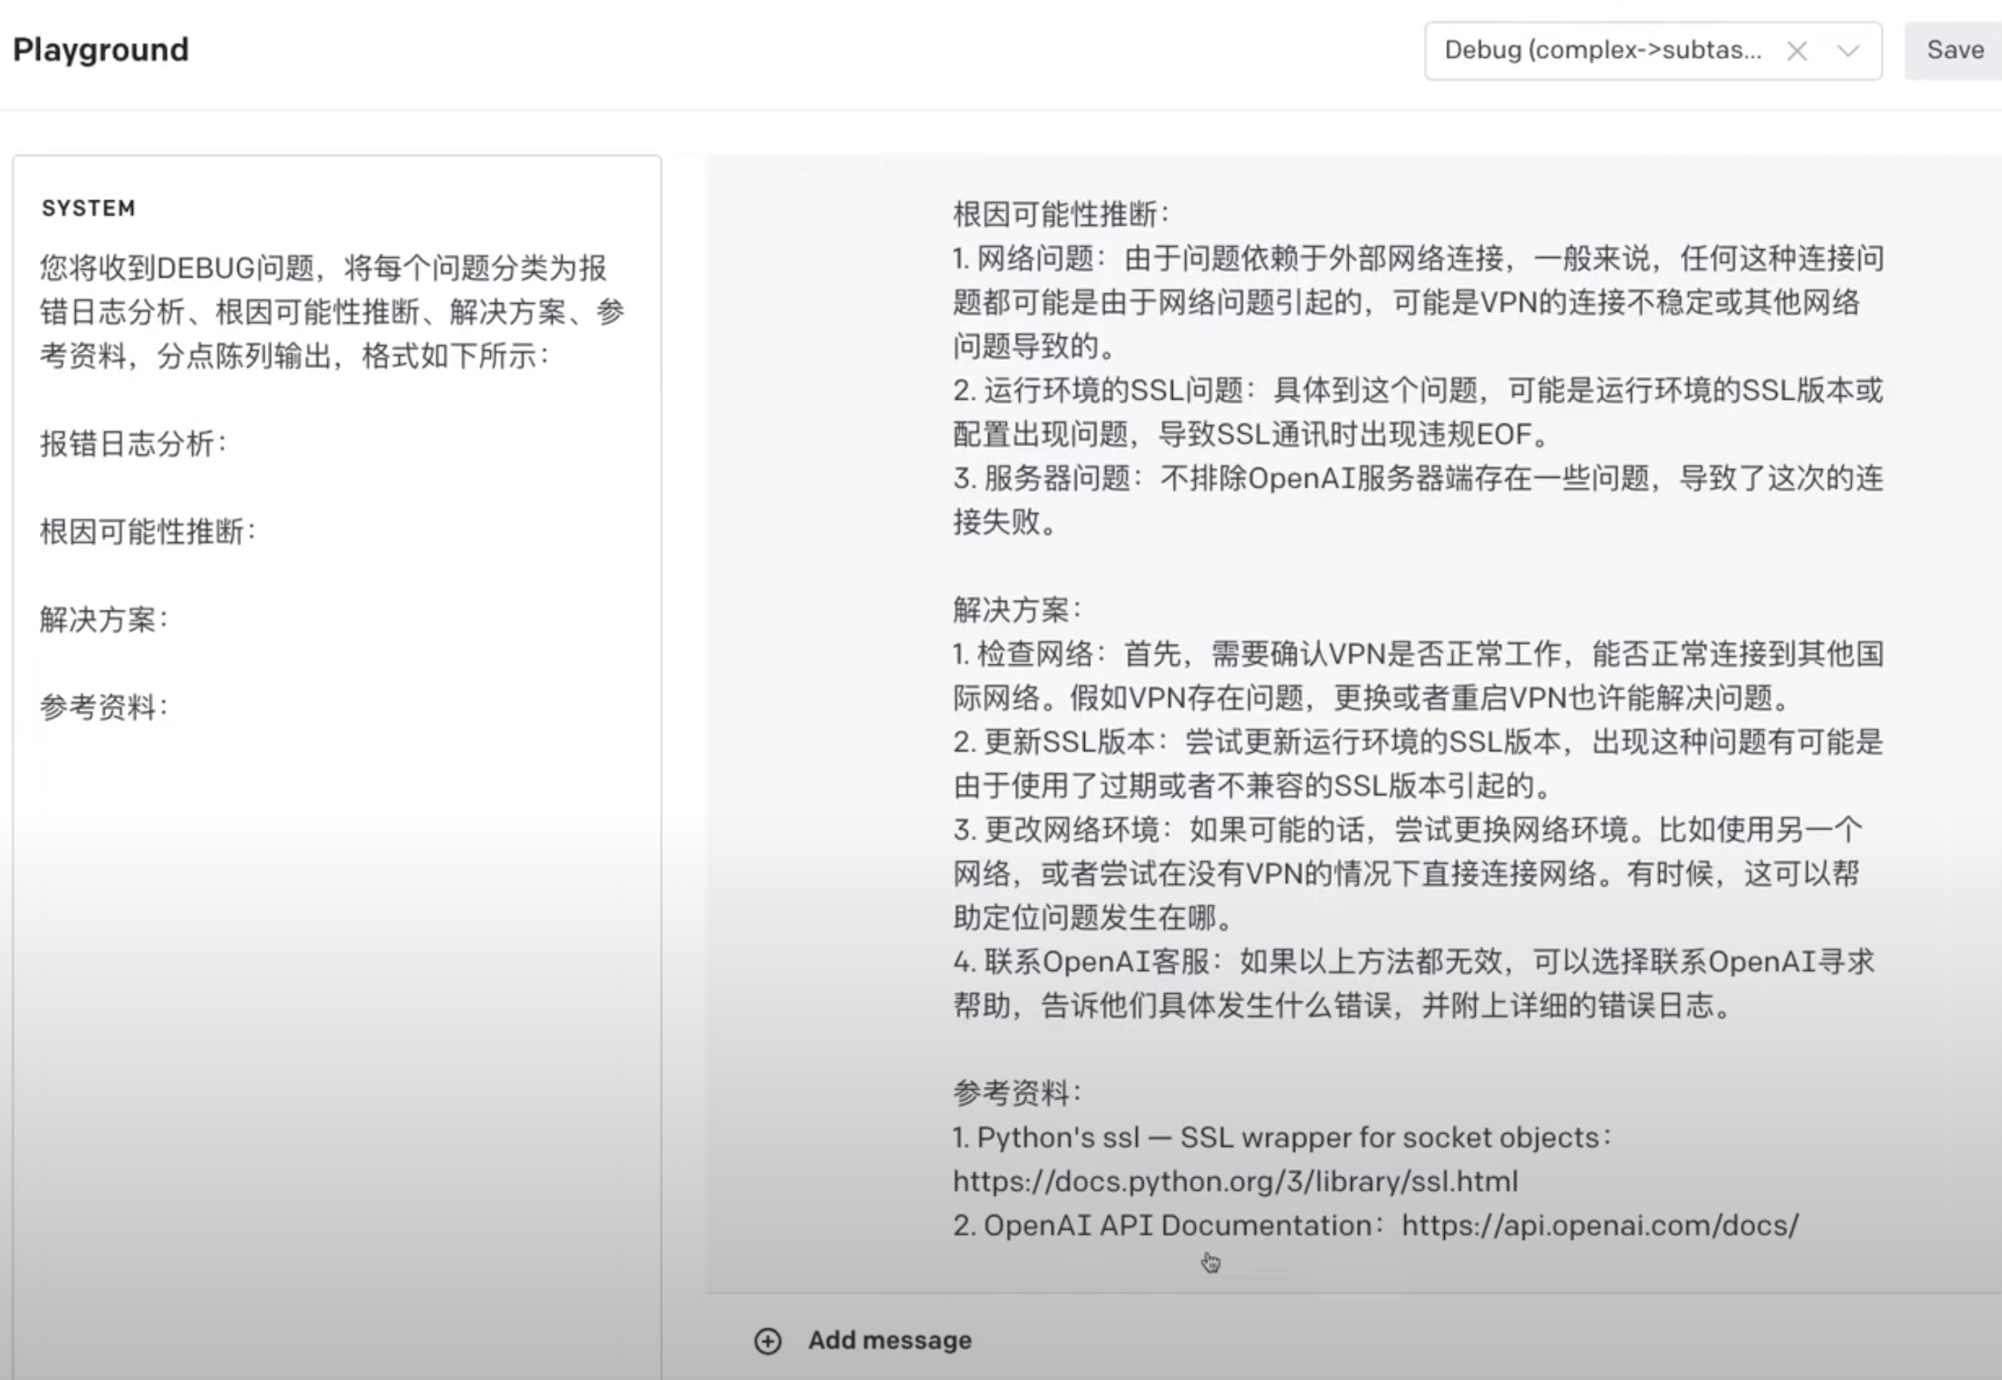 Playground
Debug (complex->subtas...
Save
SYSTEM
您将收到DEBUG问题，将每个问题分类为报
错日志分析、根因可能性推断、解决方案、参
考资料，分点陈列输出，格式如下所示：
报错日志分析：
根因可能性推断：
解决方案：
参考资料：
根因可能性推断：
1. 网络问题：由于问题依赖于外部网络连接，一般来说，任何这种连接问
题都可能是由于网络问题引起的，可能是VPN的连接不稳定或其他网络
问题导致的。
2. 运行环境的SSL问题：具体到这个问题，可能是运行环境的SSL版本或
配置出现问题，导致SSL通讯时出现违规EOF。
3. 服务器问题：不排除OpenAI服务器端存在一些问题，导致了这次的连
接失败。
解决方案：
1. 检查网络：首先，需要确认VPN是否正常工作，能否正常连接到其他国
际网络。假如VPN存在问题，更换或者重启VPN也许能解决问题。
2. 更新SSL版本：尝试更新运行环境的SSL版本，出现这种问题有可能是
由于使用了过期或者不兼容的SSL版本引起的。
3. 更改网络环境：如果可能的话，尝试更换网络环境。比如使用另一个
网络，或者尝试在没有VPN的情况下直接连接网络。有时候，这可以帮
助定位问题发生在哪。
4. 联系OpenAI客服：如果以上方法都无效，可以选择联系OpenAI寻求
帮助，告诉他们具体发生什么错误，并附上详细的错误日志。
参考资料：
1. Python's ssl — SSL wrapper for socket objects：
https://docs.python.org/3/library/ssl.html
2. OpenAI API Documentation：https://api.openai.com/docs/
Add message